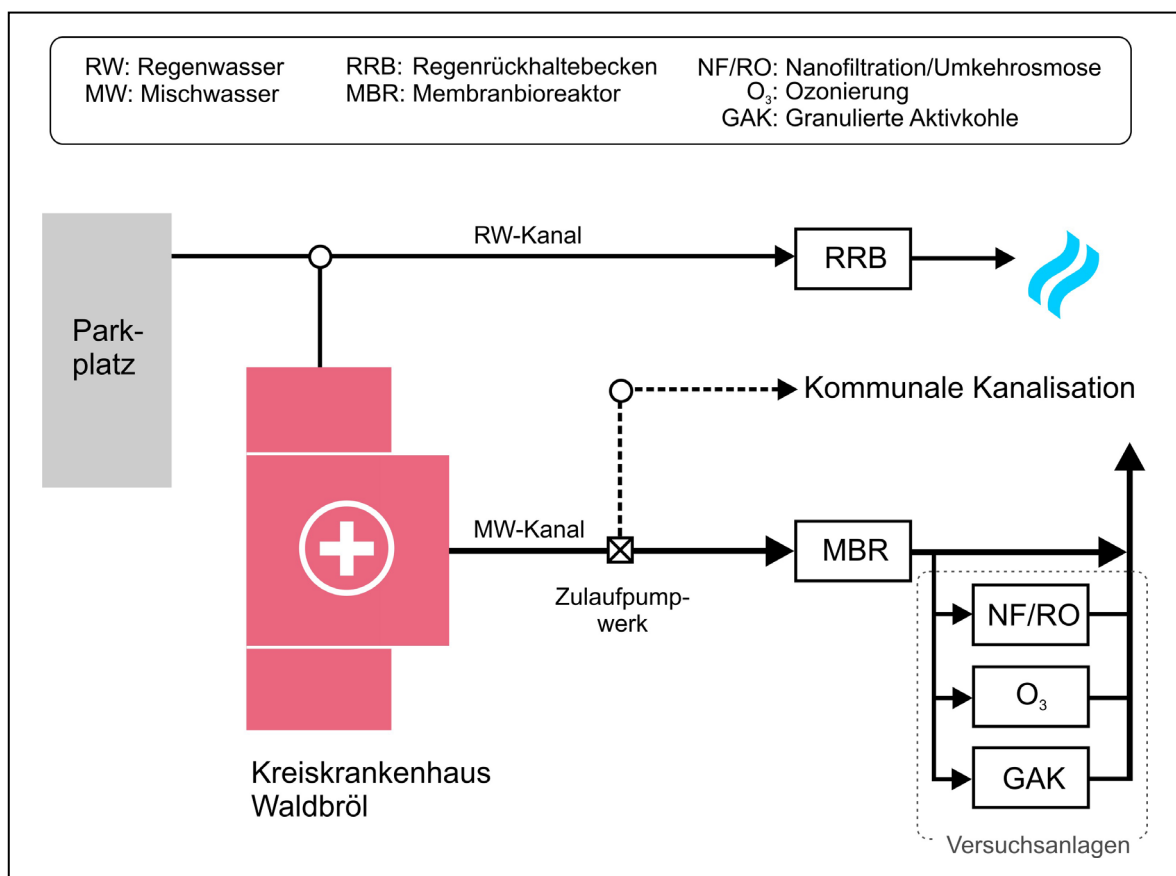 RW: Regenwasser
MW: Mischwasser
RRB: Regenrückhaltebecken
MBR: Membranbioreaktor
NF/RO: Nanofiltration/Umkehrosmose
O₃: Ozonierung
GAK: Granulierte Aktivkohle
RW-Kanal
RRB
Park-
platz
Kommunale Kanalisation
MW-Kanal
MBR
Zulaufpump-
werk
NF/RO
O₃
GAK
Kreiskrankenhaus
Waldbröl
Versuchsanlagen